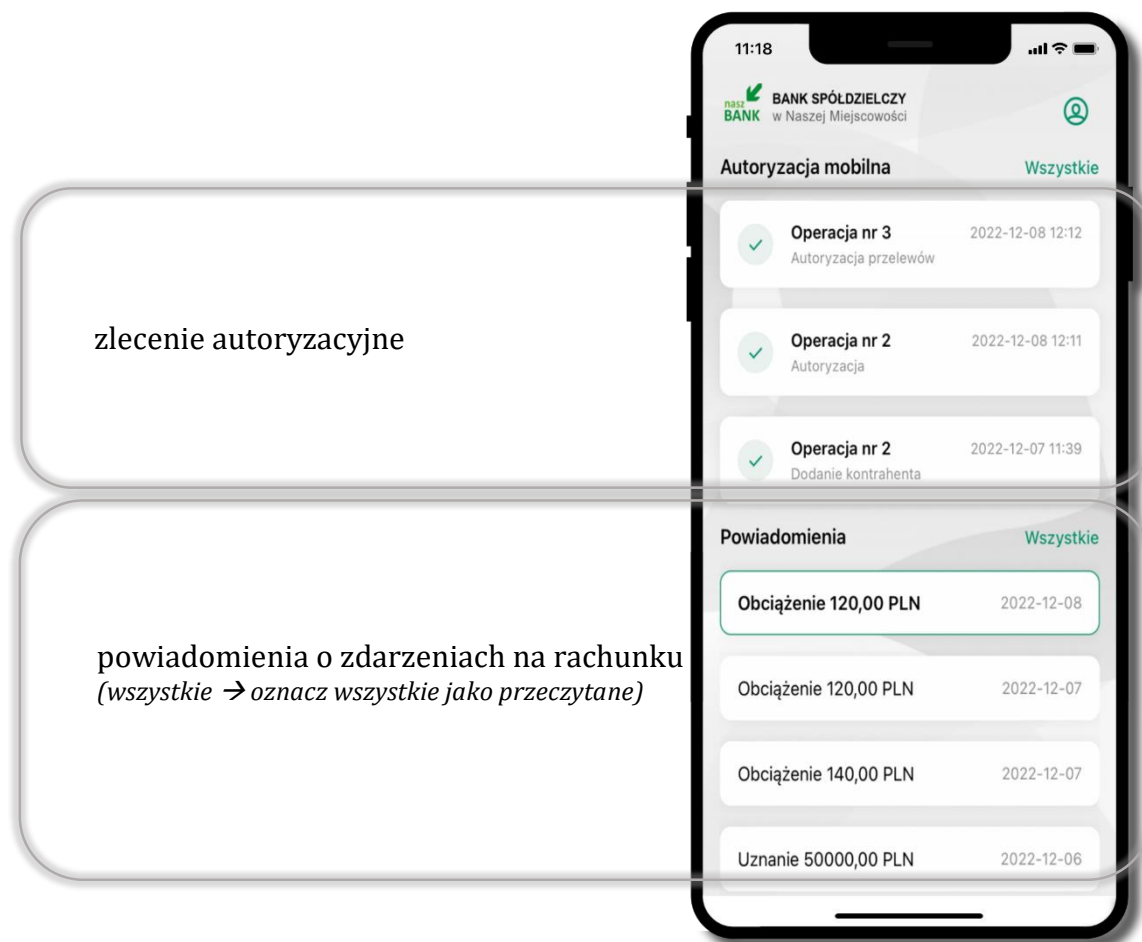 11:18
nasz BANK
BANK SPÓŁDZIELCZY
w Naszej Miejscowości
Autoryzacja mobilna Wszystkie
zlecenie autoryzacyjne
Operacja nr 3 2022-12-08 12:12
Autoryzacja przelewów
Operacja nr 2 2022-12-08 12:11
Autoryzacja
Operacja nr 2 2022-12-07 11:39
Dodanie kontrahenta
powiadomienia o zdarzeniach na rachunku
(wszystkie → oznacz wszystkie jako przeczytane)
Powiadomienia Wszystkie
Obciążenie 120,00 PLN 2022-12-08
Obciążenie 120,00 PLN 2022-12-07
Obciążenie 140,00 PLN 2022-12-07
Uznanie 50000,00 PLN 2022-12-06